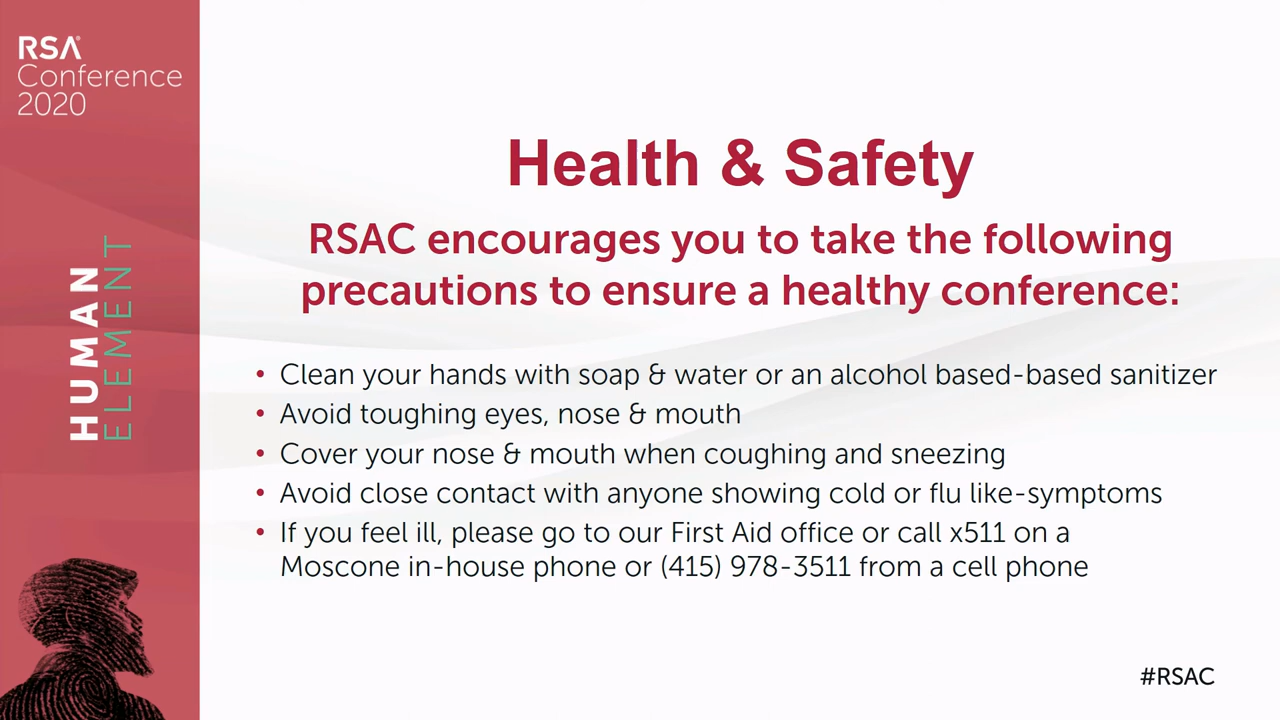 RSA
Conference
2020
HUMAN
ELEMENT
Health & Safety
RSAC encourages you to take the following
precautions to ensure a healthy conference:
• Clean your hands with soap & water or an alcohol based-based sanitizer
• Avoid toughing eyes, nose & mouth
• Cover your nose & mouth when coughing and sneezing
• Avoid close contact with anyone showing cold or flu like-symptoms
• If you feel ill, please go to our First Aid office or call x511 on a
Moscone in-house phone or (415) 978-3511 from a cell phone
#RSAC